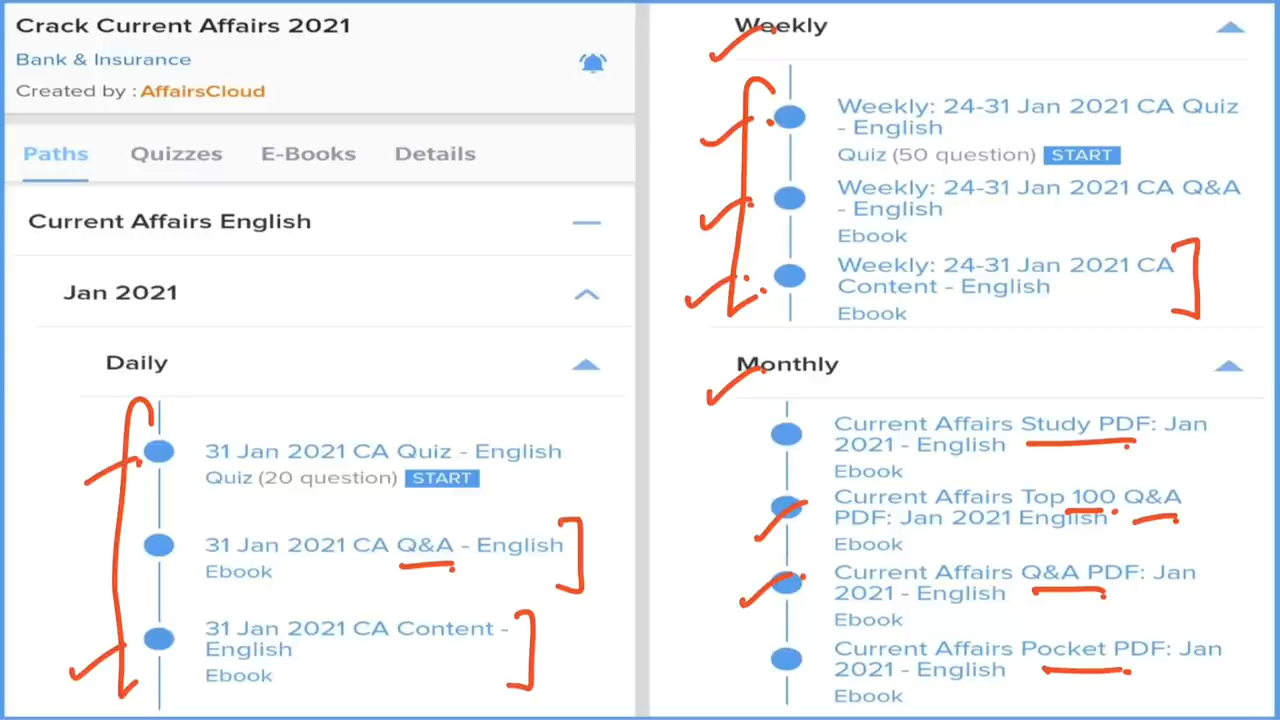 Crack Current Affairs 2021
Bank & Insurance
Created by : AffairsCloud
Paths Quizzes E-Books Details
Current Affairs English
Jan 2021
Daily
31 Jan 2021 CA Quiz - English
Quiz (20 question) START
31 Jan 2021 CA Q&A - English
Ebook
31 Jan 2021 CA Content -
English
Ebook
Weekly
Weekly: 24-31 Jan 2021 CA Quiz
- English
Quiz (50 question) START
Weekly: 24-31 Jan 2021 CA Q&A
- English
Ebook
Weekly: 24-31 Jan 2021 CA
Content - English
Ebook
Monthly
Current Affairs Study PDF: Jan
2021 - English
Ebook
Current Affairs Top 100 Q&A
PDF: Jan 2021 English
Ebook
Current Affairs Q&A PDF: Jan
2021 - English
Ebook
Current Affairs Pocket PDF: Jan
2021 - English
Ebook